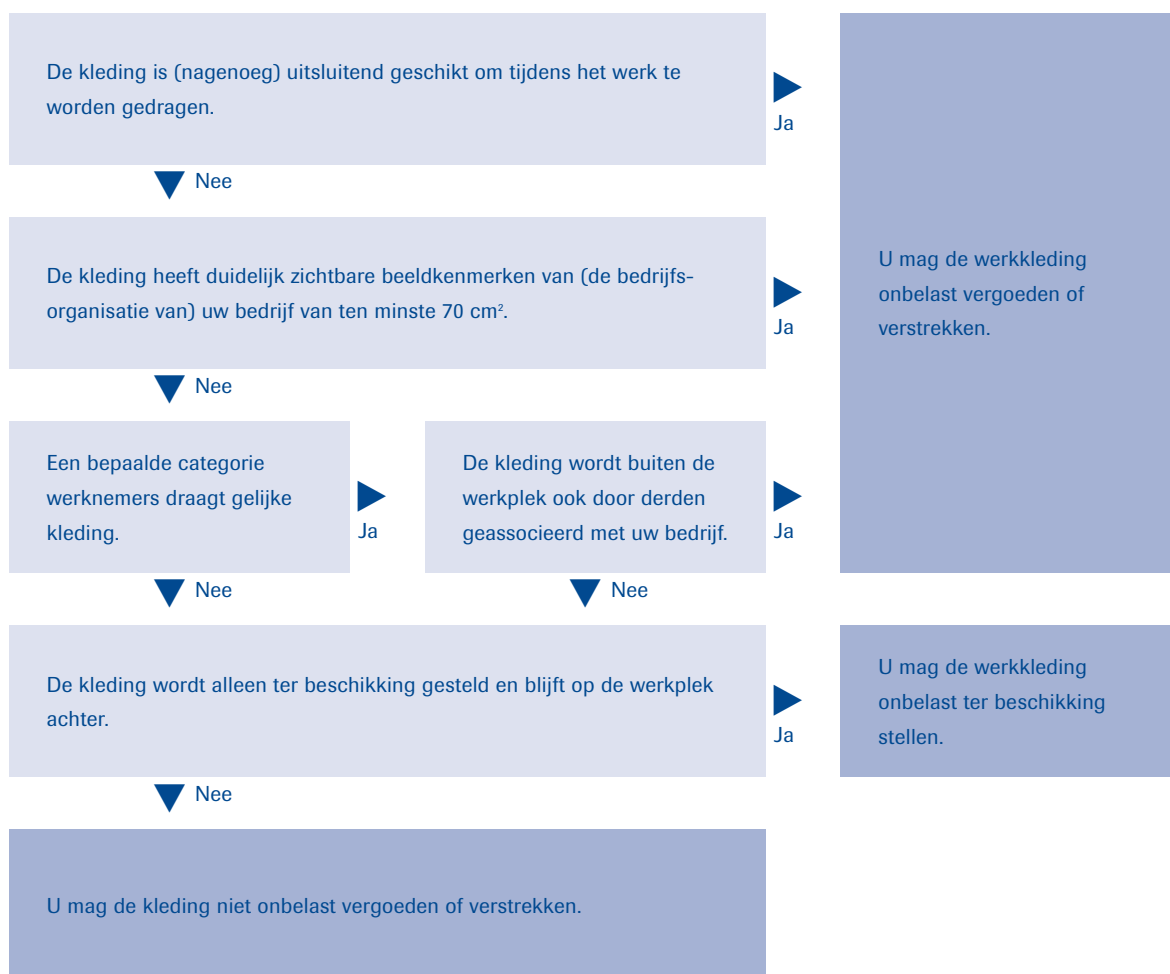 De kleding is (nagenoeg) uitsluitend geschikt om tijdens het werk te
worden gedragen.
Ja
Nee
De kleding heeft duidelijk zichtbare beeldkenmerken van (de bedrijfs-
organisatie van) uw bedrijf van ten minste 70 cm².
Ja
U mag de werkkleding
onbelast vergoeden of
verstrekken.
Nee
Een bepaalde categorie
werknemers draagt gelijke
kleding.
Ja
De kleding wordt buiten de
werkplek ook door derden
geassocieerd met uw bedrijf.
Ja
Nee
Nee
De kleding wordt alleen ter beschikking gesteld en blijft op de werkplek
achter.
Ja
U mag de werkkleding
onbelast ter beschikking
stellen.
Nee
U mag de kleding niet onbelast vergoeden of verstrekken.